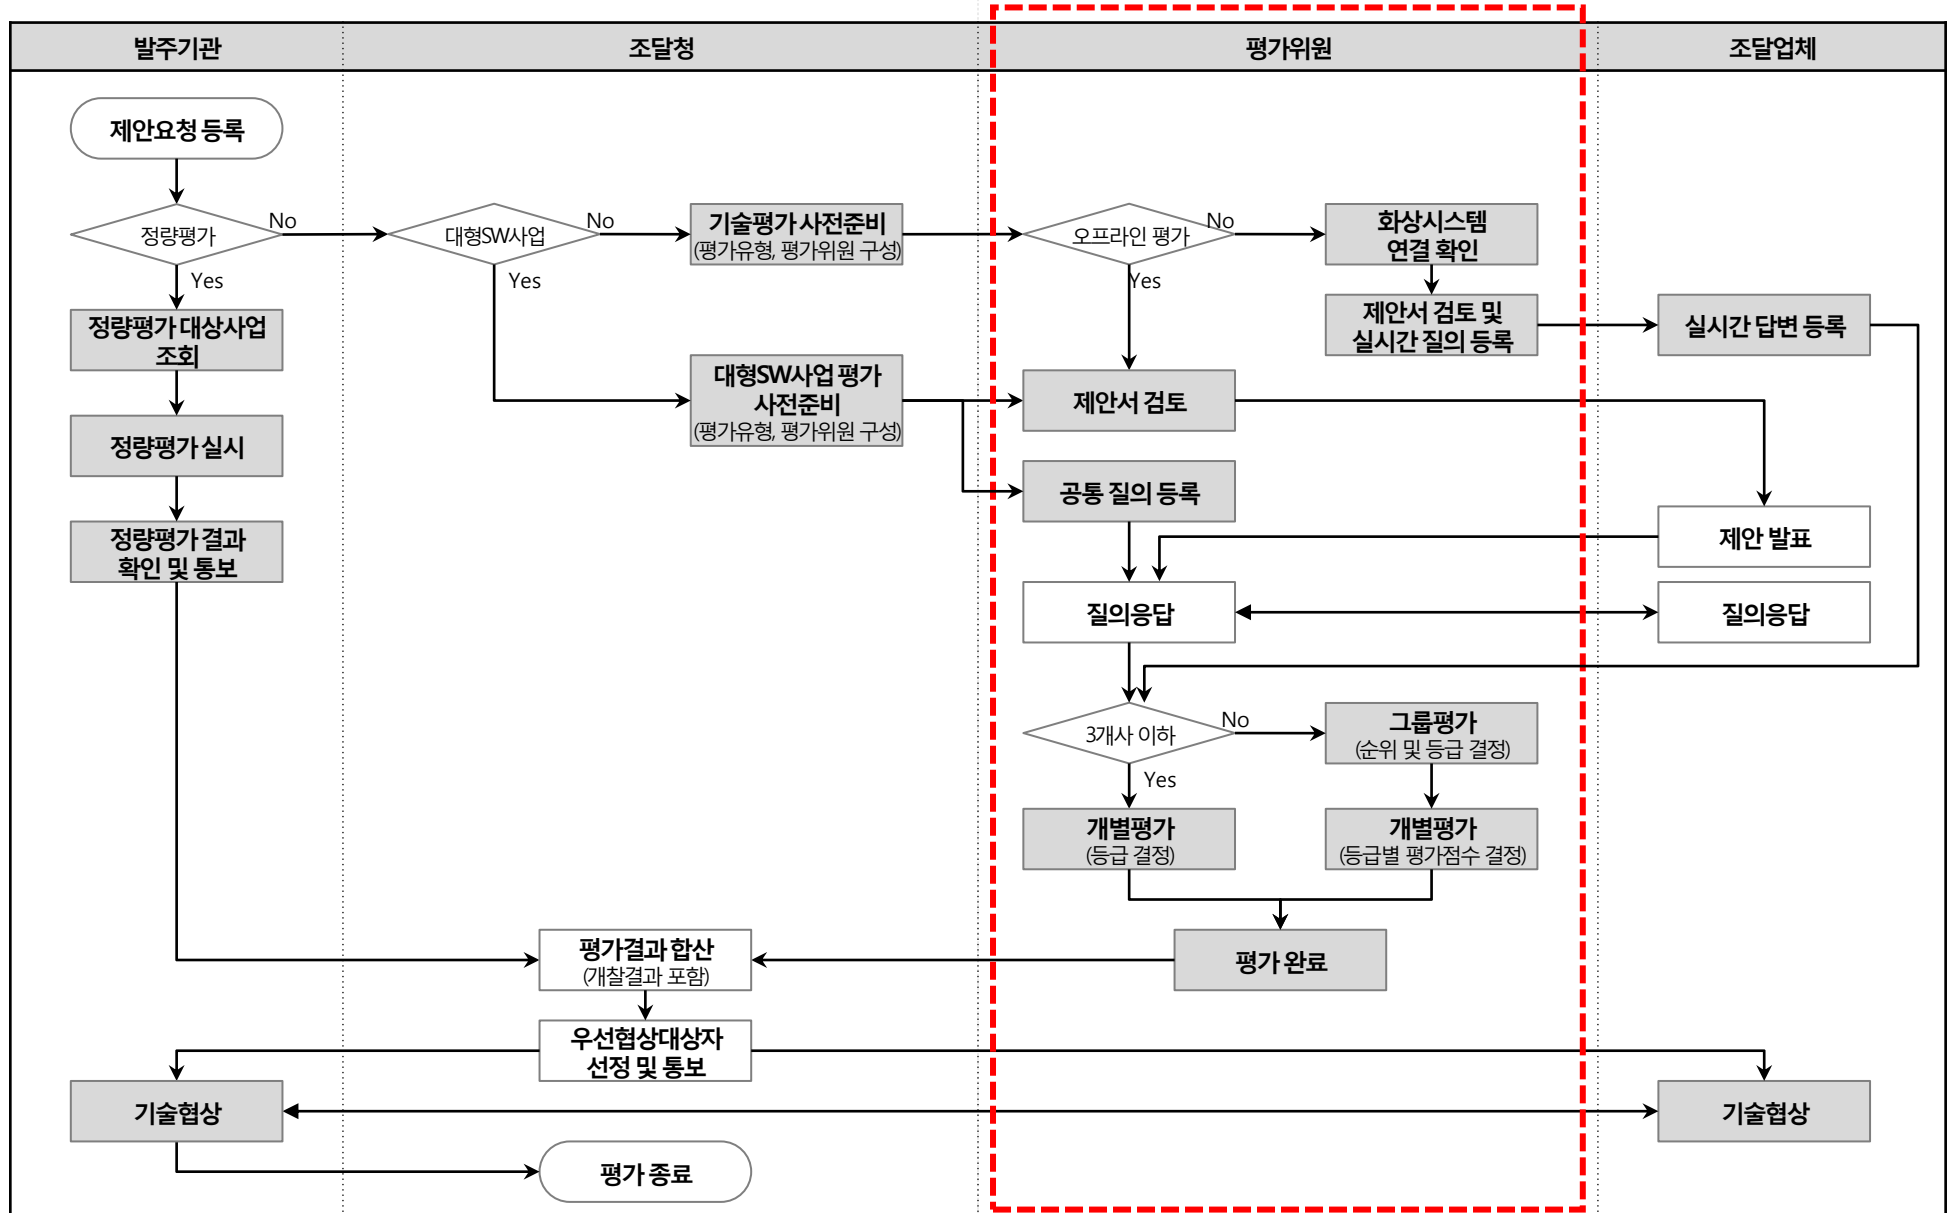 발주기관
조달청
평가위원
조달업체
제안요청 등록
정량평가
No
Yes
대형SW사업
No
Yes
기술평가 사전준비
(평가유형, 평가위원 구성)
오프라인 평가
No
Yes
화상시스템
연결 확인
정량평가 대상사업
조회
제안서 검토 및
실시간 질의 등록
실시간 답변 등록
대형SW사업 평가
사전준비
(평가유형, 평가위원 구성)
제안서 검토
정량평가 실시
공통 질의 등록
정량평가 결과
확인 및 통보
제안 발표
질의응답
질의응답
3개사 이하
No
Yes
그룹평가
(순위 및 등급 결정)
개별평가
(등급 결정)
개별평가
(등급별 평가점수 결정)
평가결과 합산
(개찰결과 포함)
평가 완료
우선협상대상자
선정 및 통보
기술협상
기술협상
평가 종료